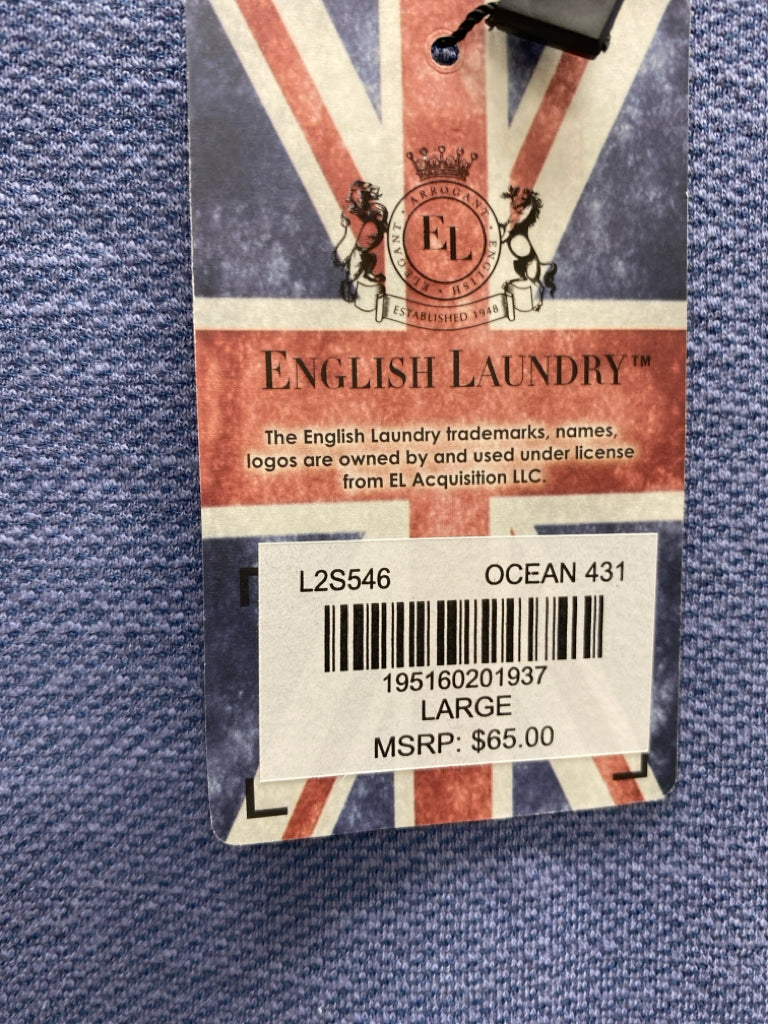 ARROGANT · ENGLISH · ELEGANT ·
EL
ESTABLISHED 1948
ENGLISH LAUNDRY™
The English Laundry trademarks, names,
logos are owned by and used under license
from EL Acquisition LLC.
L2S546 OCEAN 431
195160201937
LARGE
MSRP: $65.00